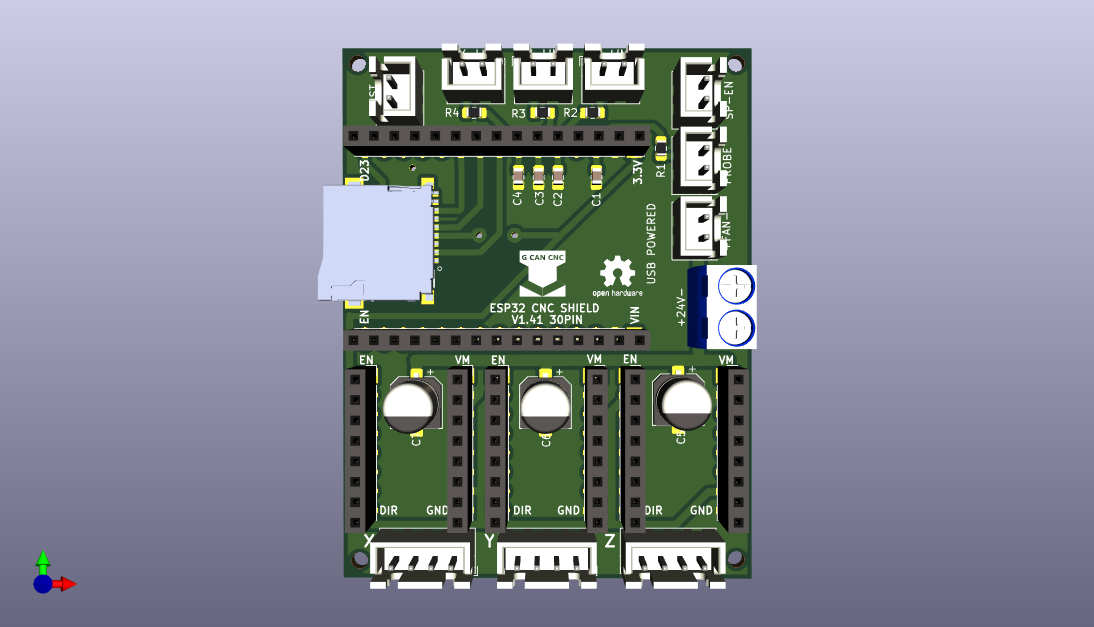 SP-EN
R4
R3
R2
R1
D23
3.3V
C4
C3
C2
C1
FAN
USB POWERED
G CAN CNC
open hardware
ESP32 CNC SHIELD
V1.41 30PIN
+24V-
EN
VIN
EN
VM
EN
VM
EN
VM
+
+
+
DIR
GND
DIR
GND
DIR
GND
X
Y
Z